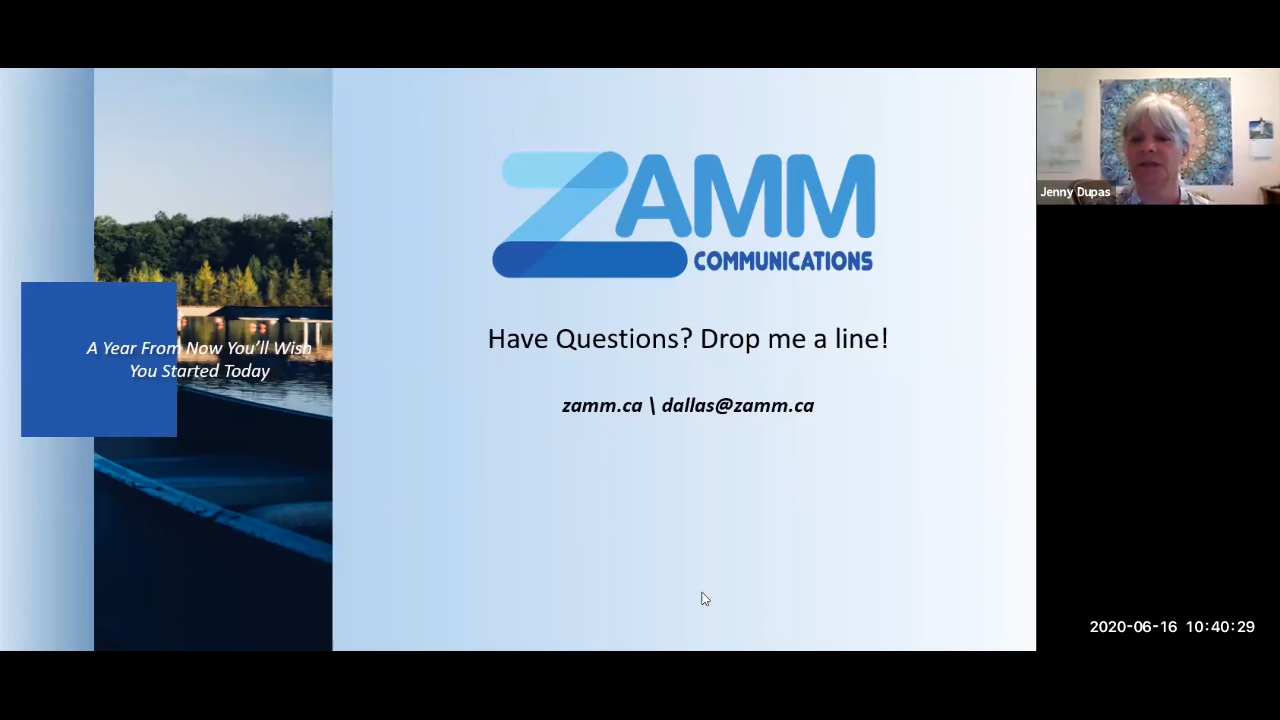 ZAMM
COMMUNICATIONS
Have Questions? Drop me a line!
zamm.ca \ dallas@zamm.ca
A Year From Now You'll Wish
You Started Today
Jenny Dupas
2020-06-16 10:40:29